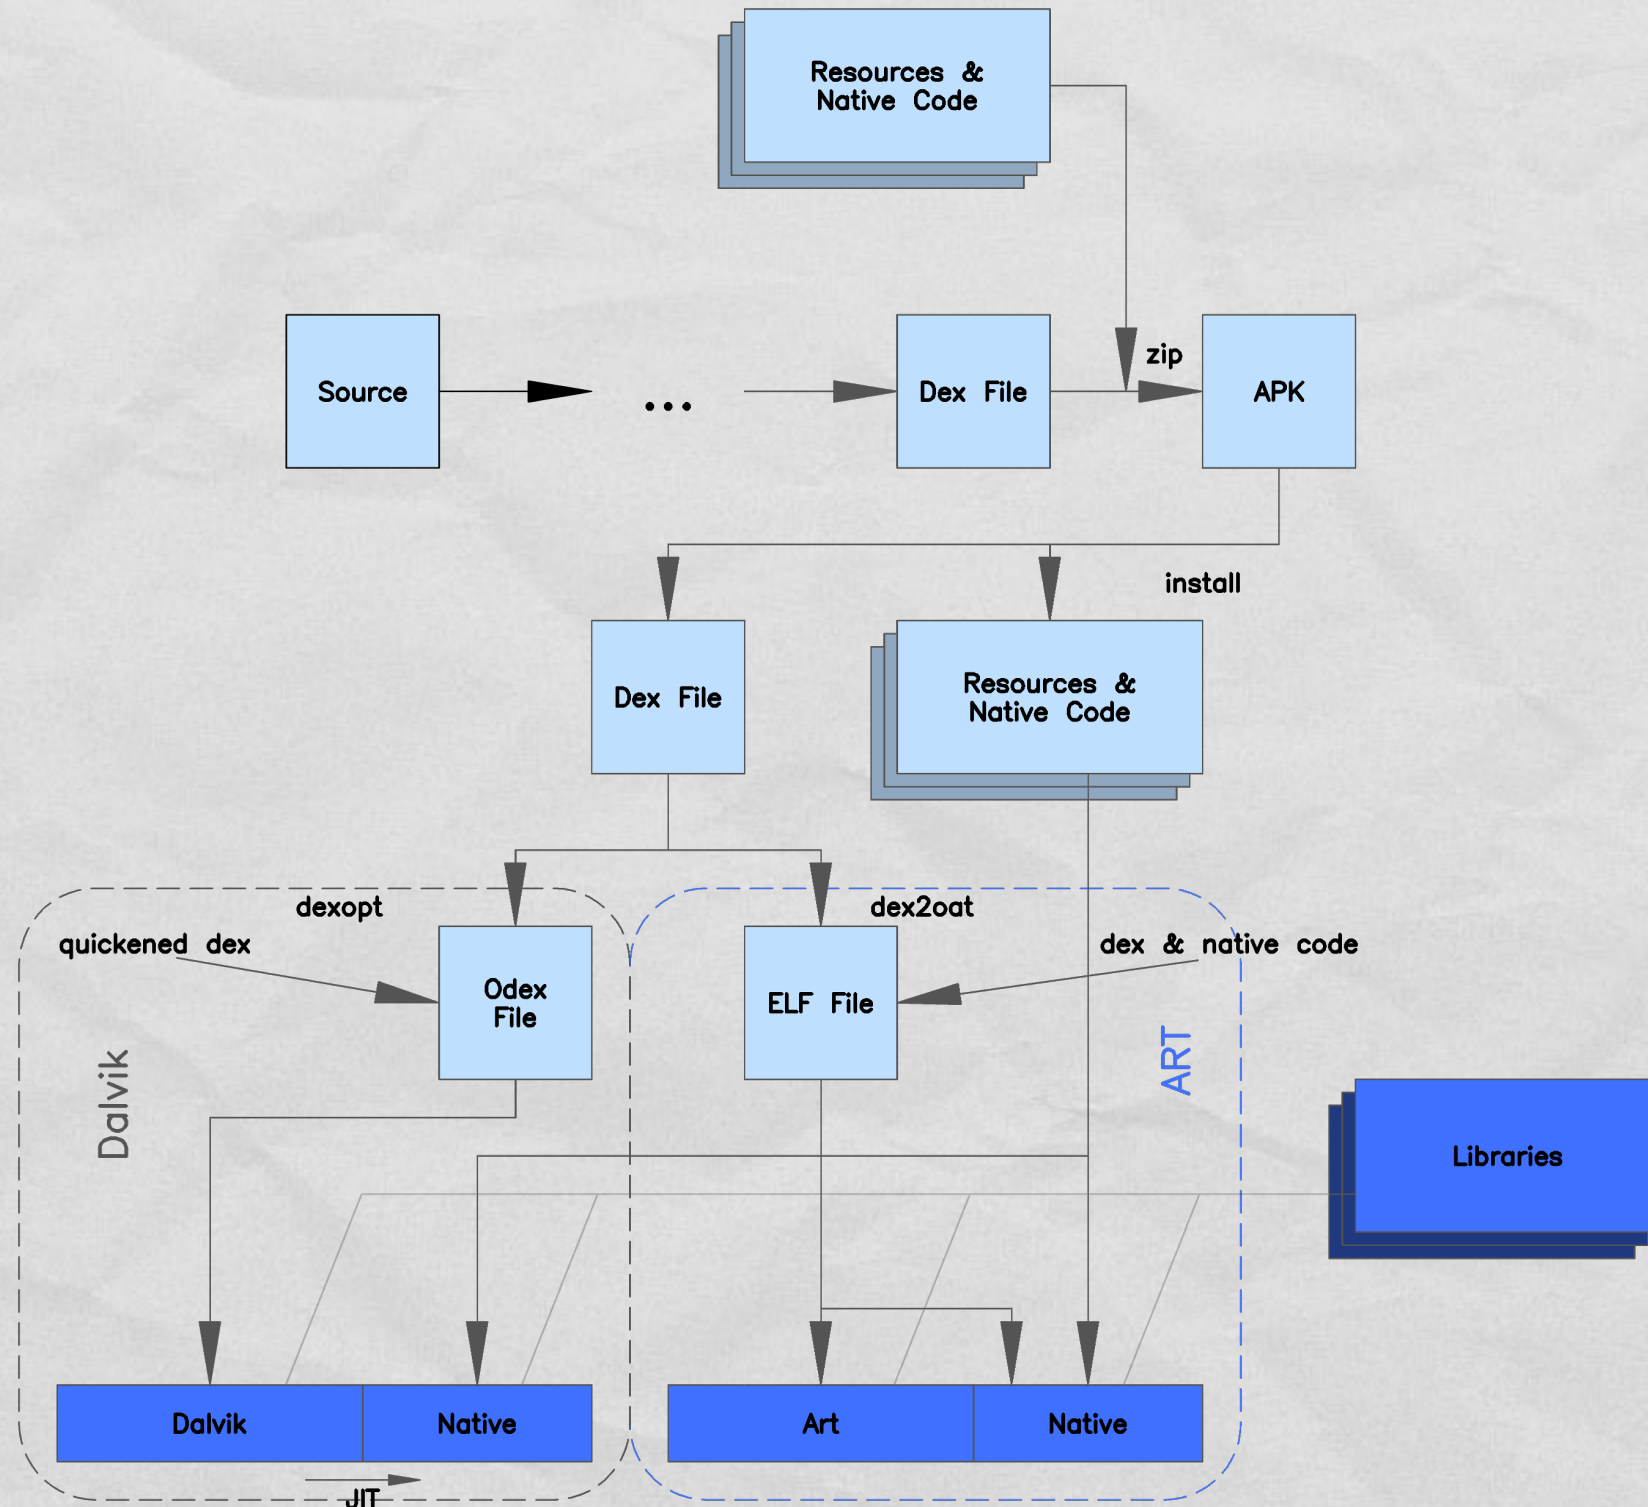 Resources &
Native Code
zip
Source
...
Dex File
APK
install
Dex File
Resources &
Native Code
dexopt
dex2oat
quickened dex
dex & native code
Odex
File
ELF File
Dalvik
ART
Libraries
Dalvik
Native
Art
Native
JIT